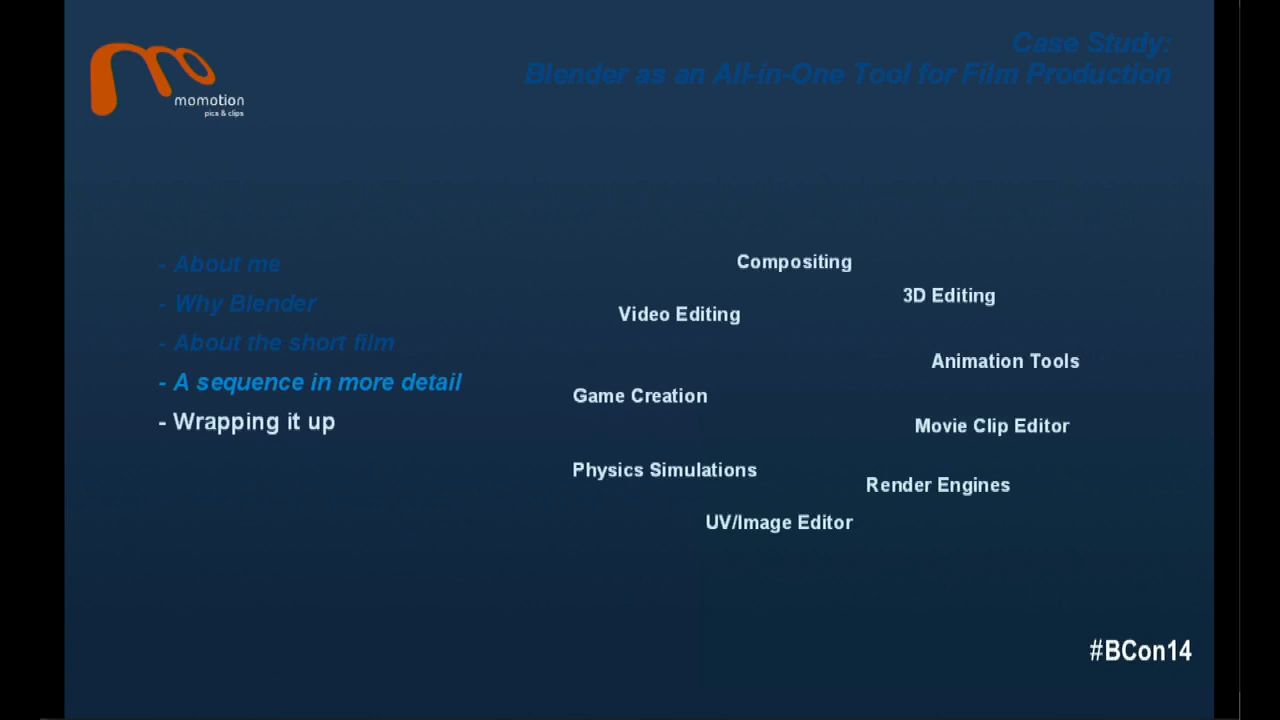 Case Study:
Blender as an All-in-One Tool for Film Production
momotion
pics & clips
- About me
- Why Blender
- About the short film
- A sequence in more detail
- Wrapping it up
Compositing
3D Editing
Video Editing
Animation Tools
Game Creation
Movie Clip Editor
Physics Simulations
Render Engines
UV/Image Editor
#BCon14